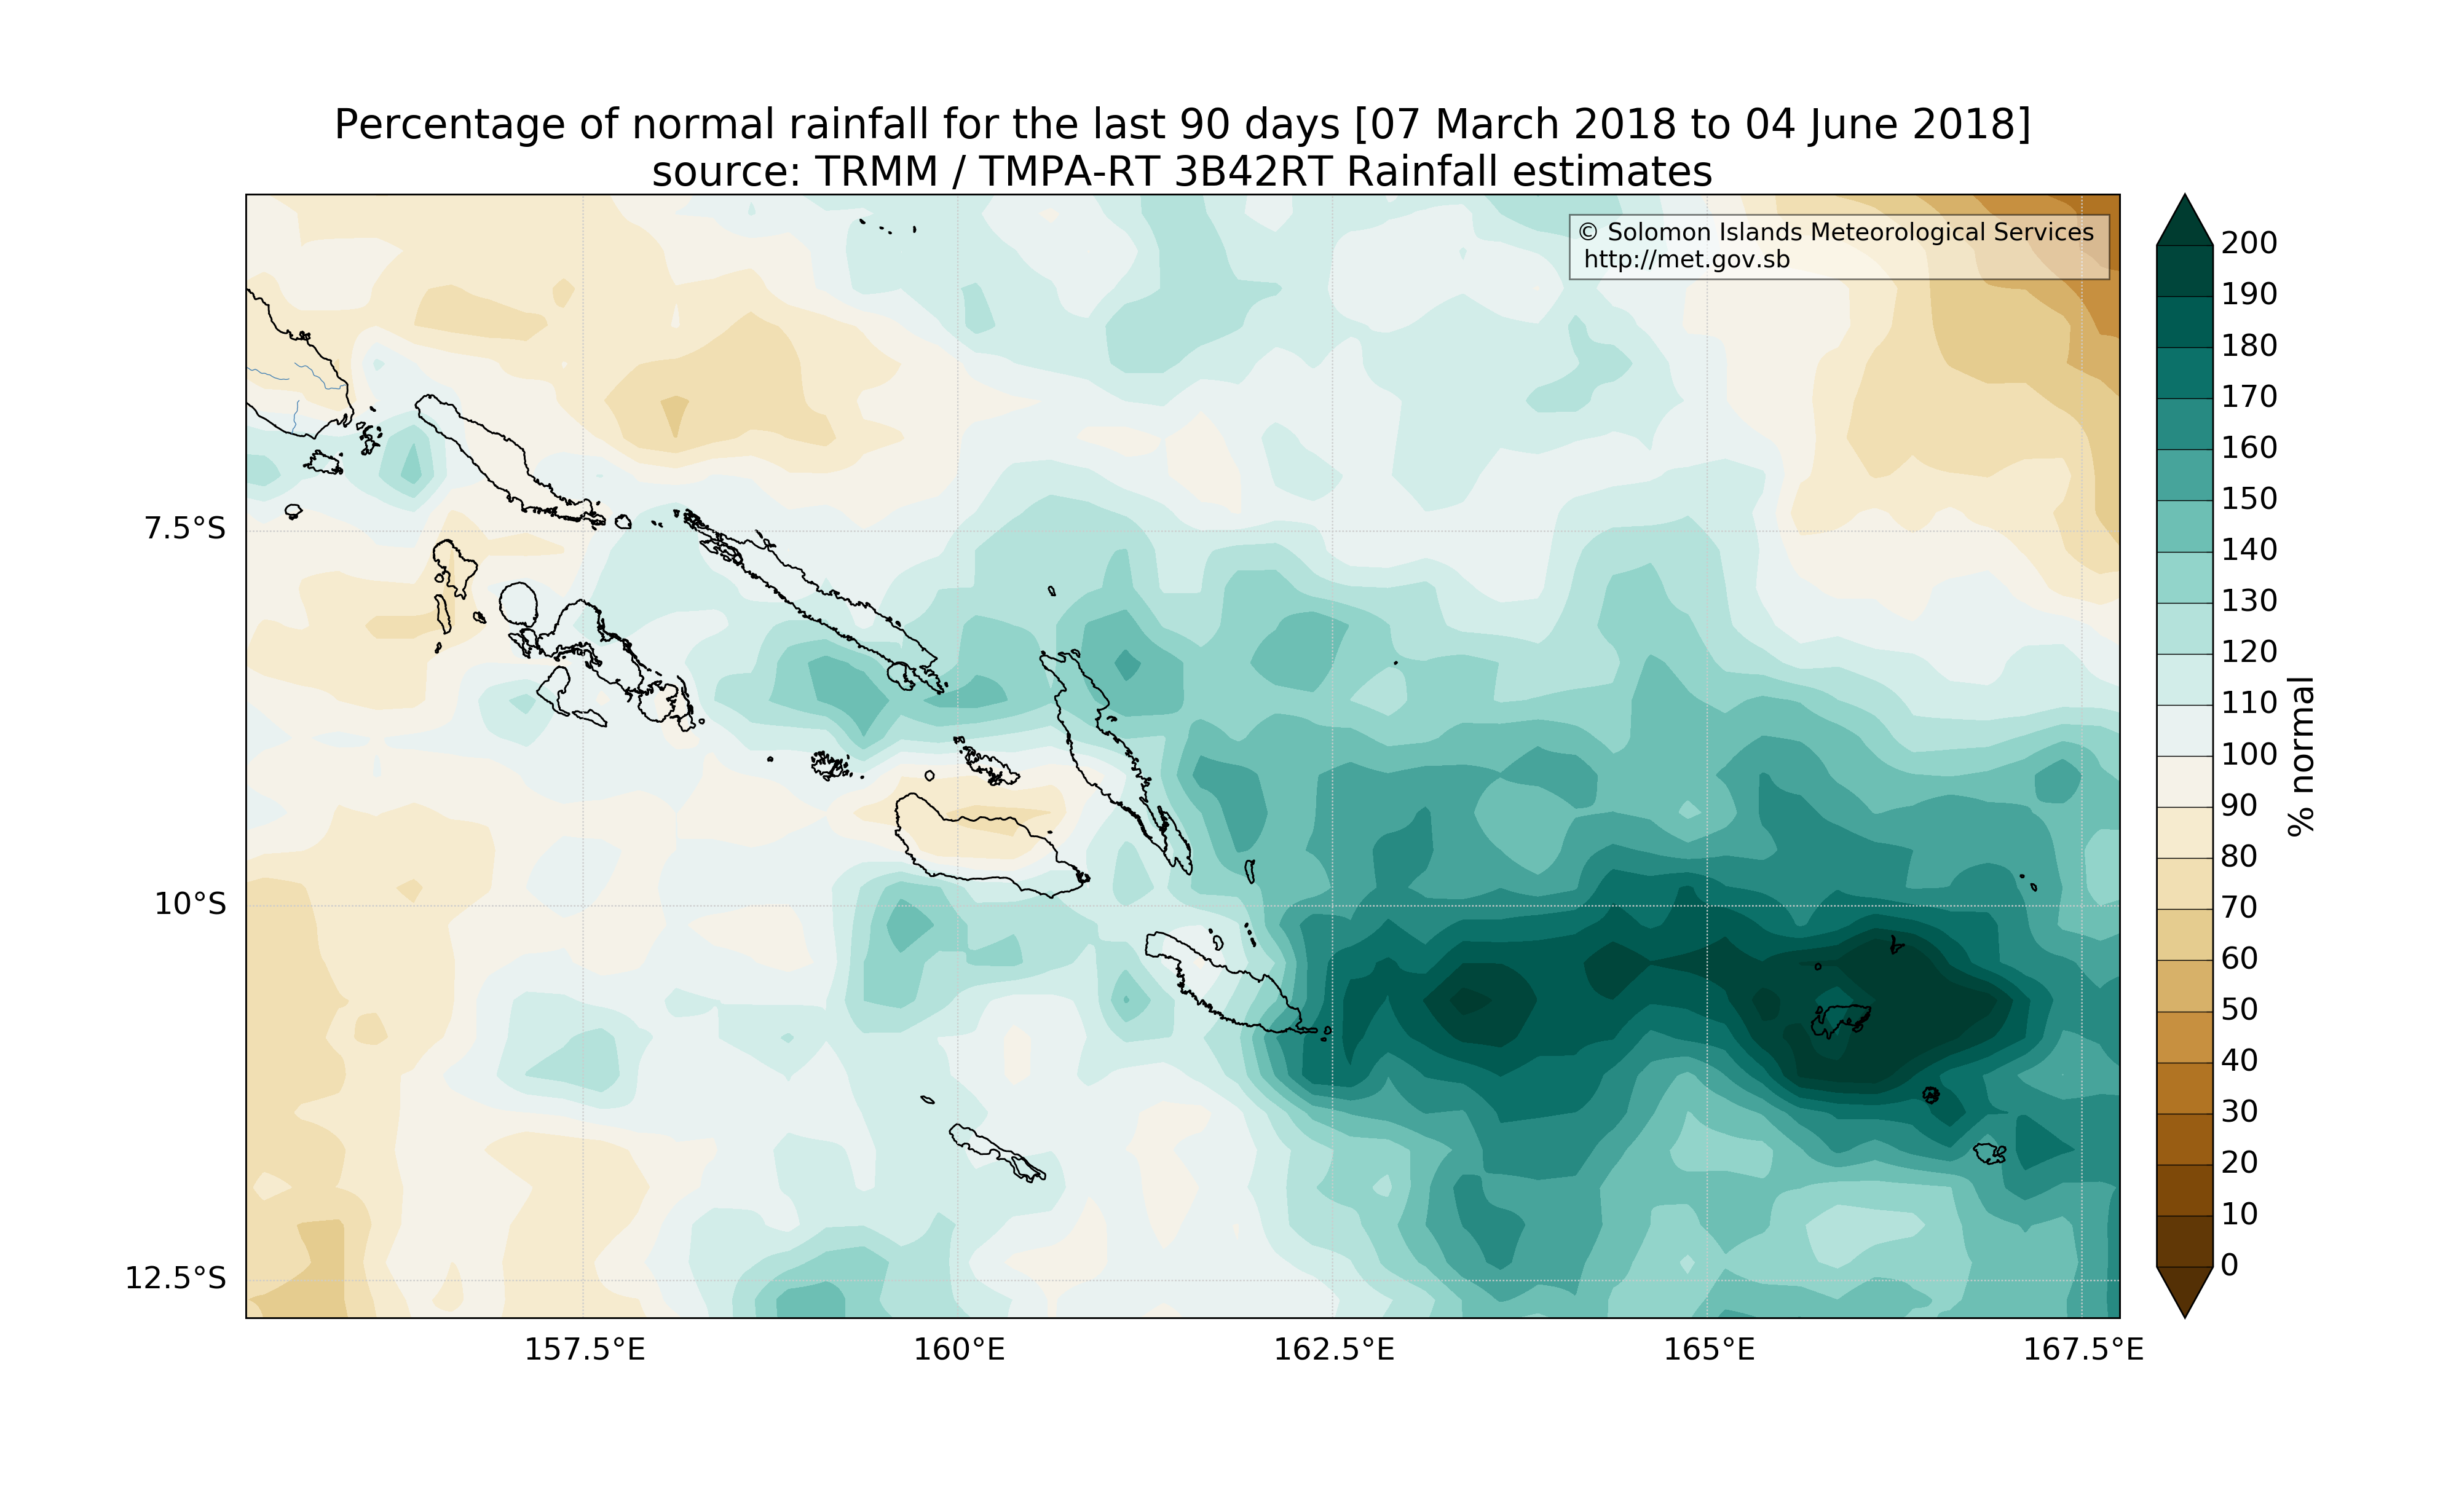 Percentage of normal rainfall for the last 90 days [07 March 2018 to 04 June 2018]
source: TRMM / TMPA-RT 3B42RT Rainfall estimates
© Solomon Islands Meteorological Services
http://met.gov.sb
7.5°S
10°S
12.5°S
157.5°E
160°E
162.5°E
165°E
167.5°E
200
190
180
170
160
150
140
130
120
110
100
90
80
70
60
50
40
30
20
10
0
% normal